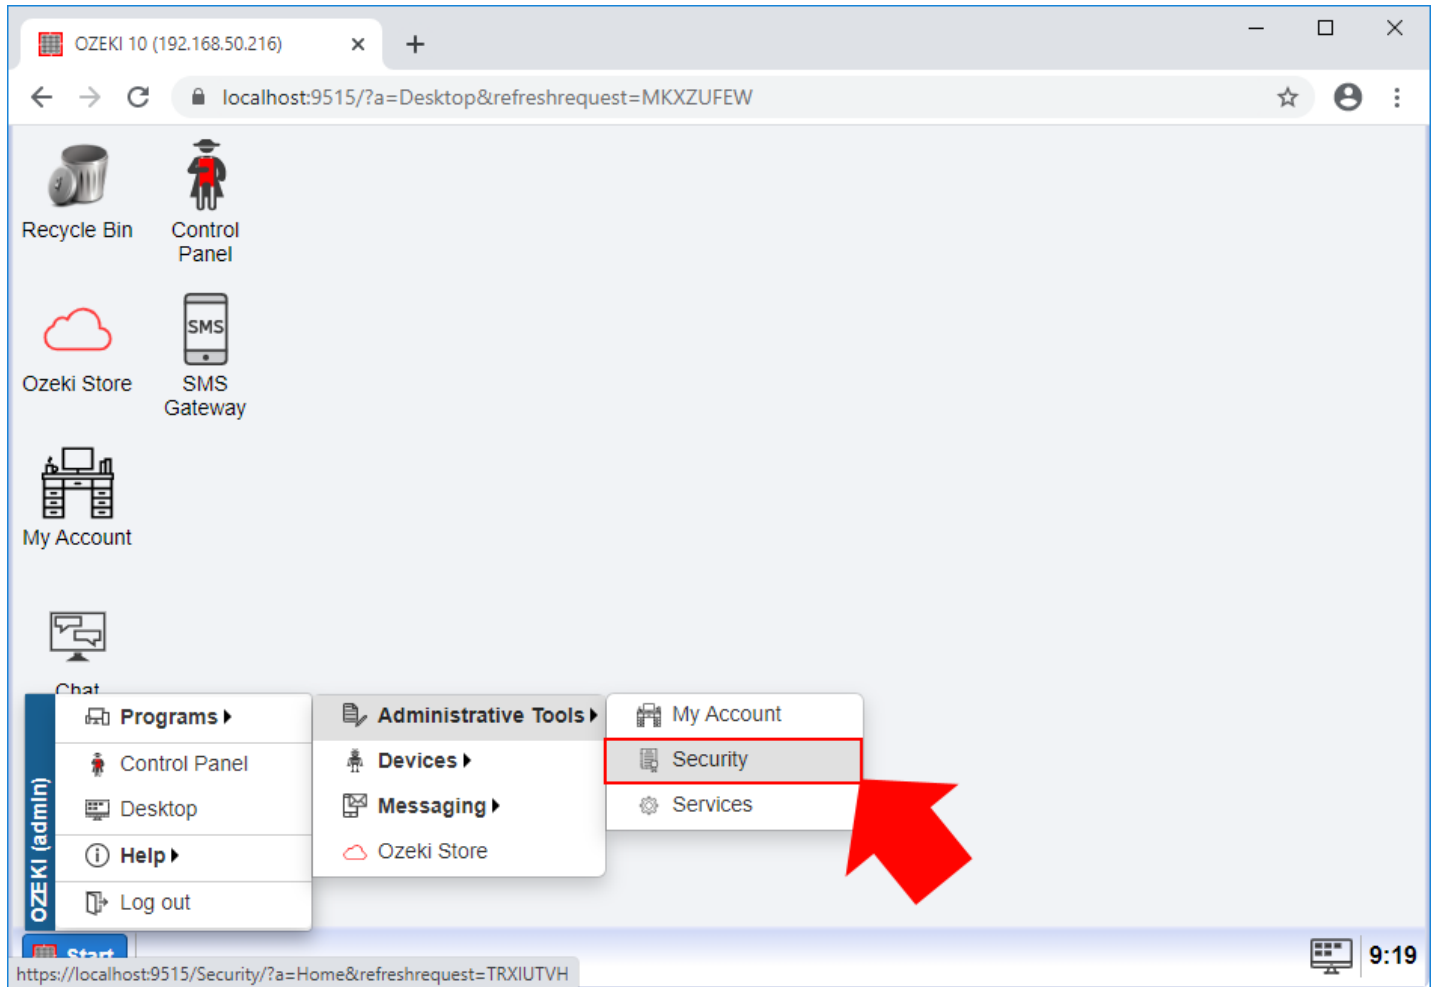 OZEKI 10 (192.168.50.216)
localhost:9515/?a=Desktop&refreshrequest=MKXZUFEW
Recycle Bin
Control
Panel
SMS
Ozeki Store
SMS
Gateway
My Account
Chat
OZEKI (admin)
Programs
Control Panel
Desktop
Help
Log out
Administrative Tools
Devices
Messaging
Ozeki Store
My Account
Security
Services
Start
9:19
https://localhost:9515/Security/?a=Home&refreshrequest=TRXIUTVH